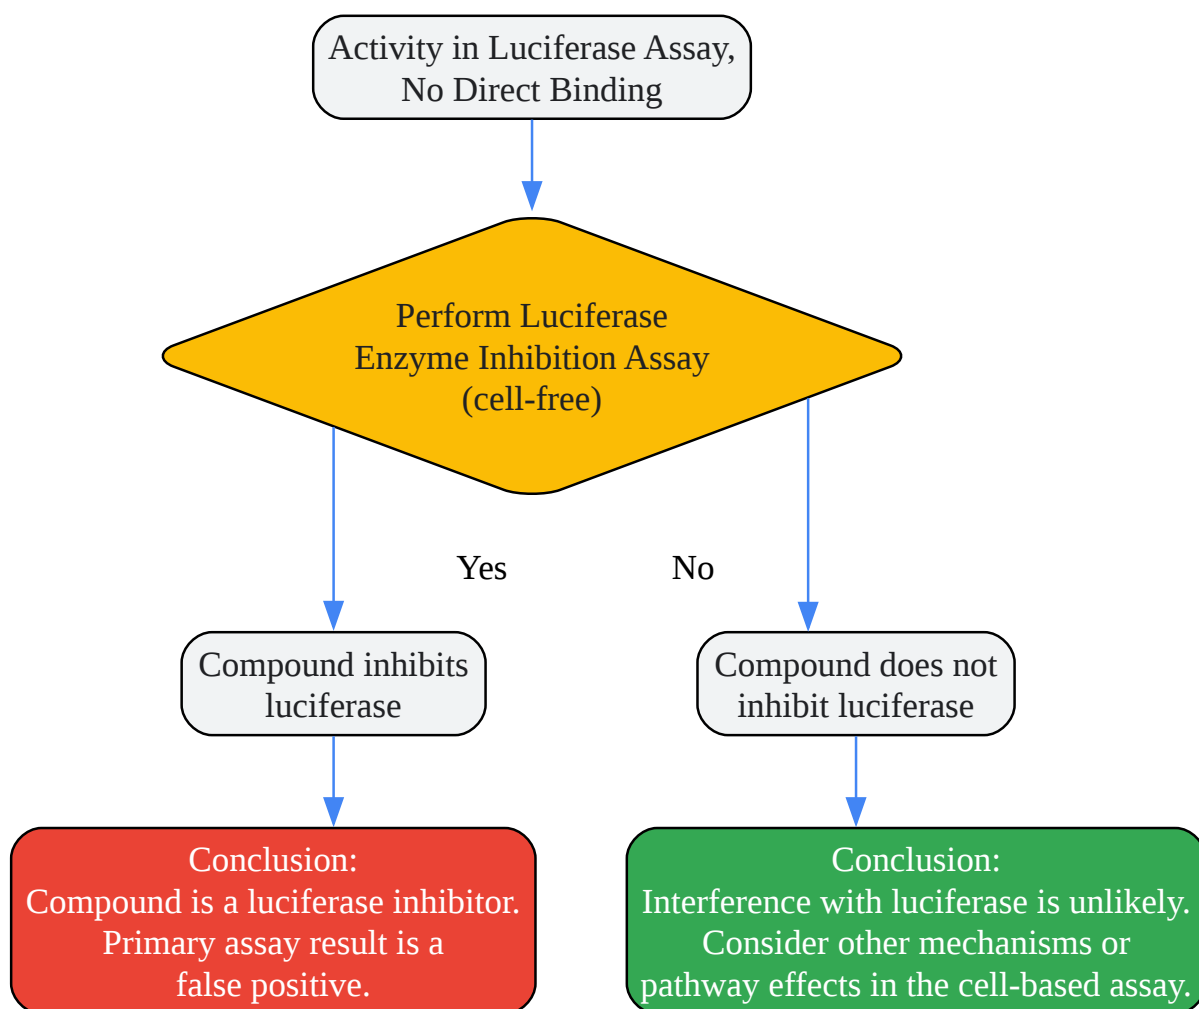 Activity in Luciferase Assay,
No Direct Binding
Perform Luciferase
Enzyme Inhibition Assay
(cell-free)
Yes
No
Compound inhibits
luciferase
Compound does not
inhibit luciferase
Conclusion:
Compound is a luciferase inhibitor.
Primary assay result is a
false positive.
Conclusion:
Interference with luciferase is unlikely.
Consider other mechanisms or
pathway effects in the cell-based assay.